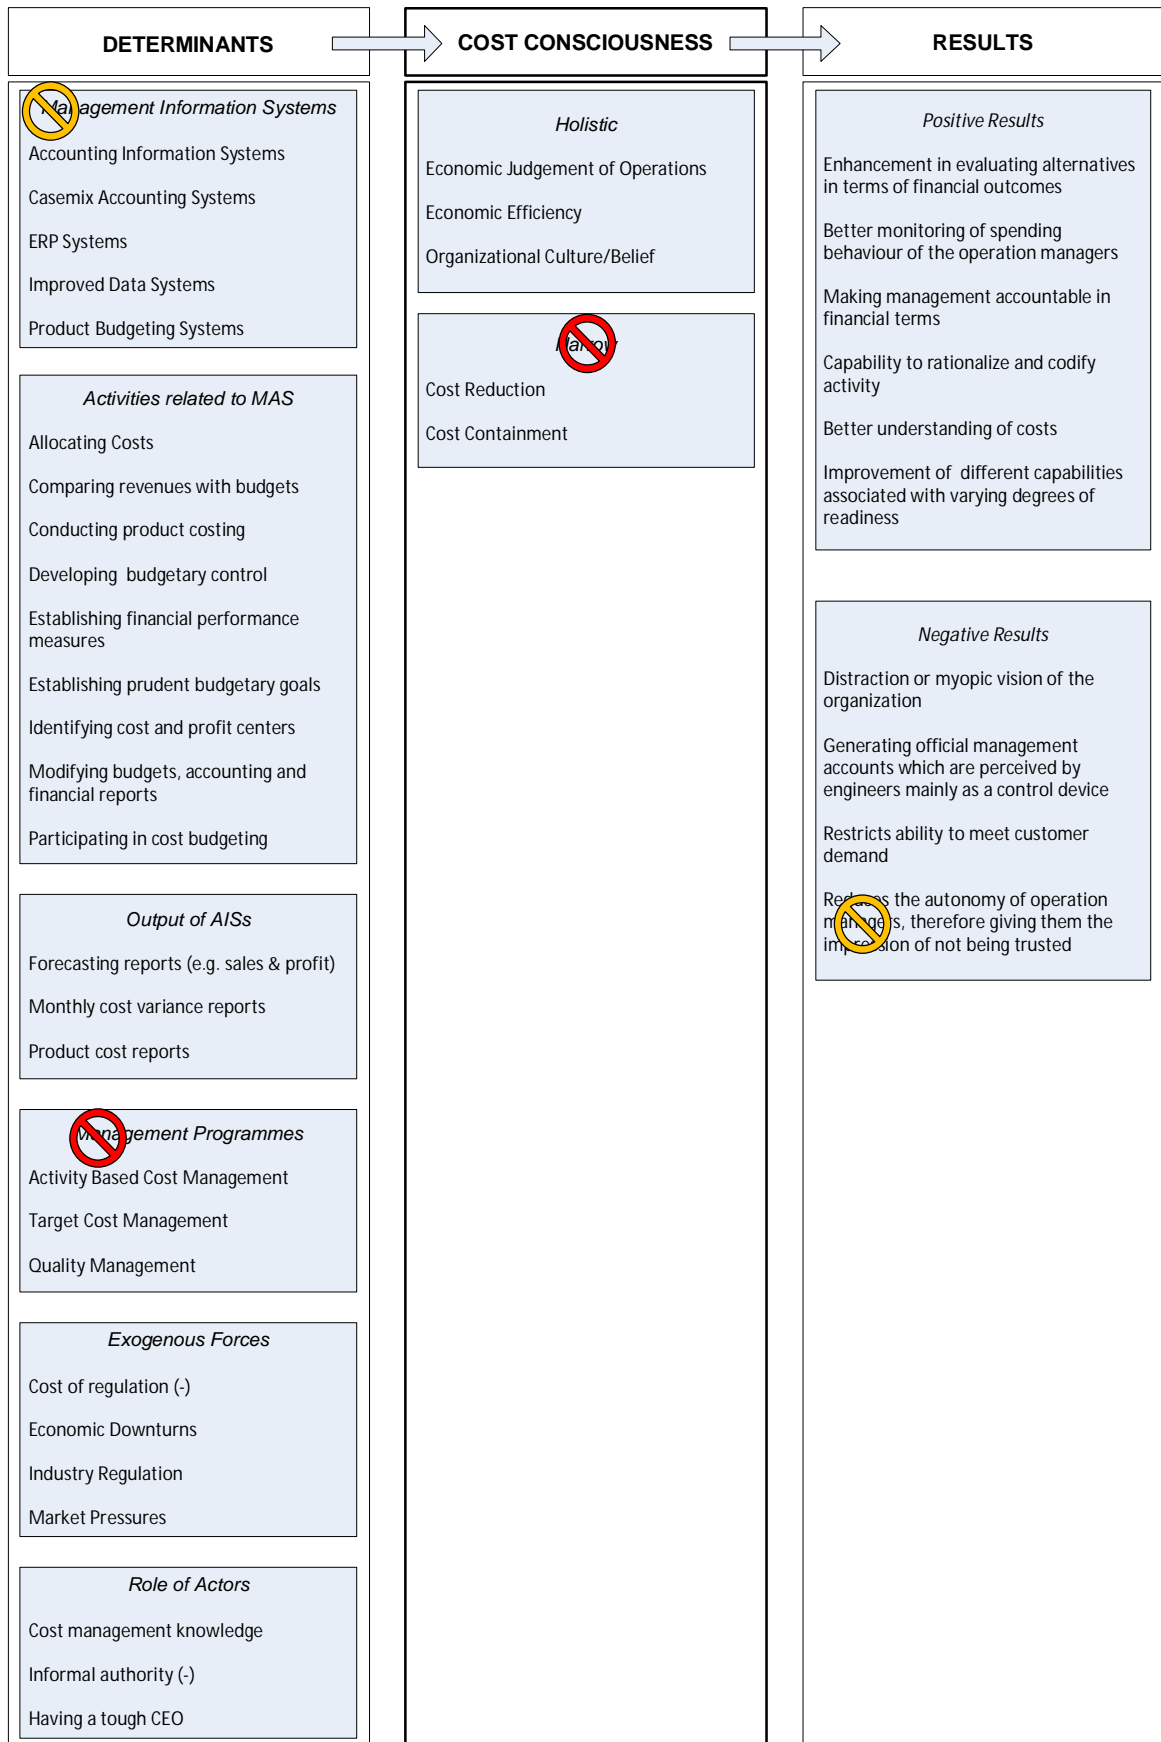 DETERMINANTS
COST CONSCIOUSNESS
RESULTS
Management Information Systems
Accounting Information Systems
Casemix Accounting Systems
ERP Systems
Improved Data Systems
Product Budgeting Systems
Activities related to MAS
Allocating Costs
Comparing revenues with budgets
Conducting product costing
Developing budgetary control
Establishing financial performance
measures
Establishing prudent budgetary goals
Identifying cost and profit centers
Modifying budgets, accounting and
financial reports
Participating in cost budgeting
Output of AISs
Forecasting reports (e.g. sales & profit)
Monthly cost variance reports
Product cost reports
Management Programmes
Activity Based Cost Management
Target Cost Management
Quality Management
Exogenous Forces
Cost of regulation (-)
Economic Downturns
Industry Regulation
Market Pressures
Role of Actors
Cost management knowledge
Informal authority (-)
Having a tough CEO
Holistic
Economic Judgement of Operations
Economic Efficiency
Organizational Culture/Belief
Narrow
Cost Reduction
Cost Containment
Positive Results
Enhancement in evaluating alternatives
in terms of financial outcomes
Better monitoring of spending
behaviour of the operation managers
Making management accountable in
financial terms
Capability to rationalize and codify
activity
Better understanding of costs
Improvement of different capabilities
associated with varying degrees of
readiness
Negative Results
Distraction or myopic vision of the
organization
Generating official management
accounts which are perceived by
engineers mainly as a control device
Restricts ability to meet customer
demand
Reduces the autonomy of operation
managers, therefore giving them the
impression of not being trusted